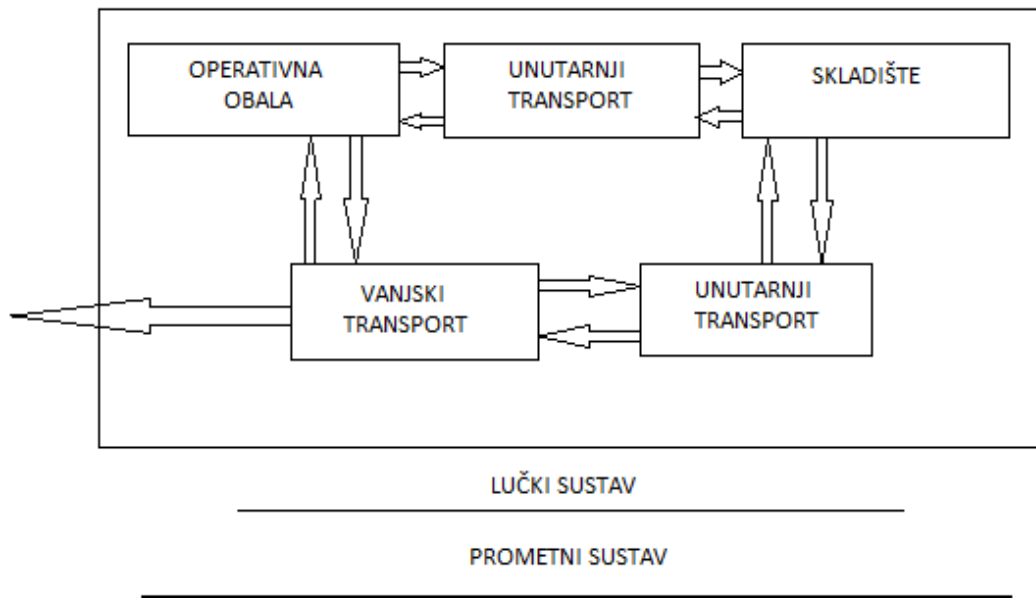 OPERATIVNA
OBALA
UNUTARNJI
TRANSPORT
SKLADIŠTE
VANJSKI
TRANSPORT
UNUTARNJI
TRANSPORT
LUČKI SUSTAV
PROMETNI SUSTAV